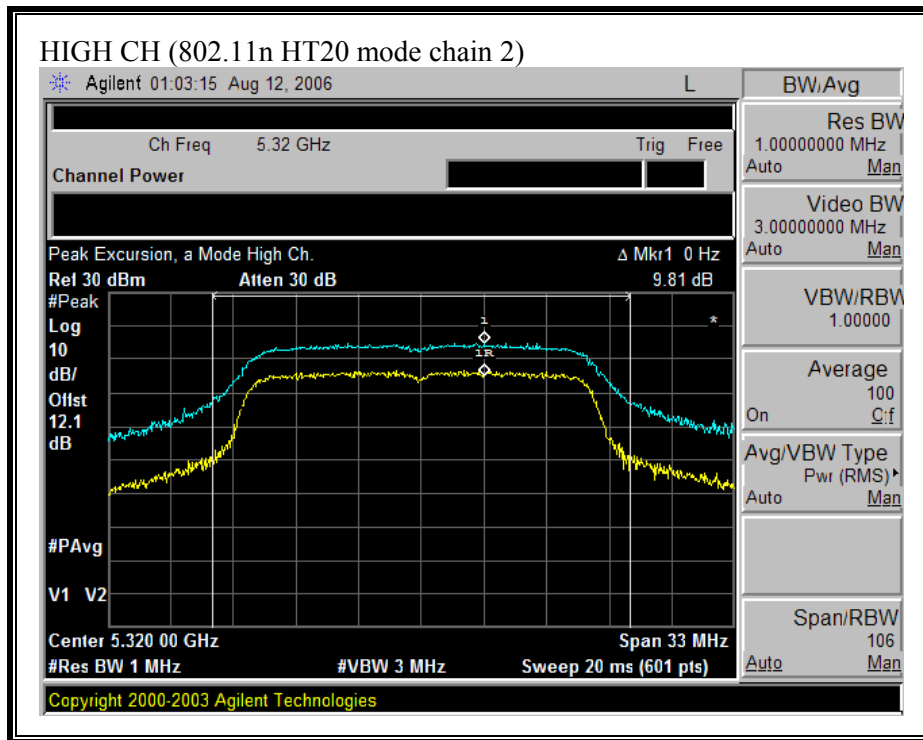 HIGH CH (802.11n HT20 mode chain 2)
Agilent 01:03:15 Aug 12, 2006 L
Ch Freq 5.32 GHz Trig Free
Channel Power
Peak Excursion, a Mode High Ch. Δ Mkr1 0 Hz
Ref 30 dBm Atten 30 dB 9.81 dB
#Peak
Log
10
dB/
Offst
12.1
dB
1
1R
*
#PAvg
V1 V2
Center 5.320 00 GHz Span 33 MHz
#Res BW 1 MHz #VBW 3 MHz Sweep 20 ms (601 pts)
Copyright 2000-2003 Agilent Technologies
BW/Avg
Res BW
1.00000000 MHz
Auto Man
Video BW
3.00000000 MHz
Auto Man
VBW/RBW
1.00000
Average
100
On
Avg/VBW Type
Pwr (RMS)
Auto Man
Span/RBW
106
Auto Man